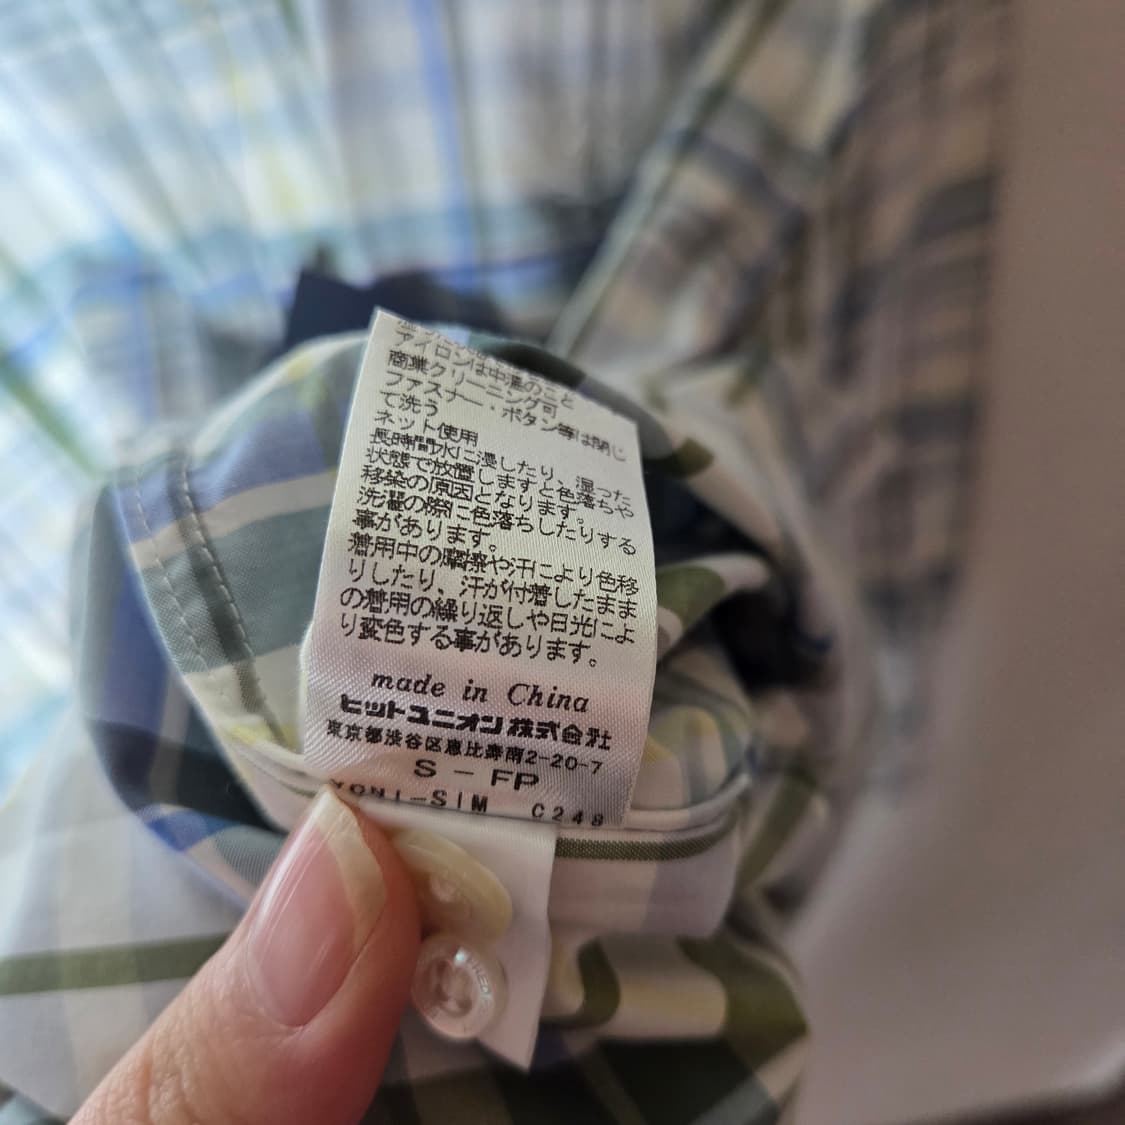 アイロンは中温のこと
商業クリーニング可
ファスナー・ボタン等は閉じ
て洗う
ネット使用
長時間水に浸したり、湿った
状態で放置しますと色落ちや
移染の原因となります。
洗濯の際に色落ちしたりする
事があります。
着用中の摩擦や汗により色移
りしたり、汗が付着したまま
の着用の繰り返しや日光によ
り変色する事があります。
made in China
ヒットユニオン株式会社
東京都渋谷区恵比寿南2-20-7
S - FP
YONI-SIM C248